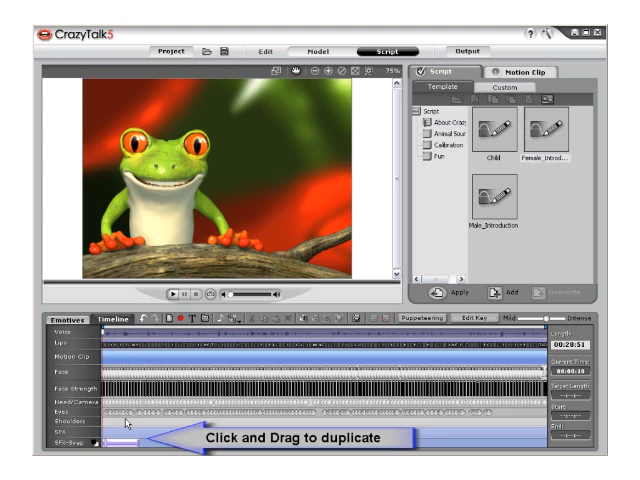 CrazyTalk5
Project Edit Model Script Output
75%
Script Motion Clip
Template Custom
Script
About Crazy
Animal Sour
Calibration
Fun
Child Female_Introd...
Male_Introduction
Apply Add Overwrite
Emotives Timeline Puppeteering Edit Key Mild Intense
Voice
Lips
Motion Clip
Face
Face Strength
Head/Camera
Eyes
Shoulders
SFX
SFX-Swap
Length:
00:28:51
Current Time:
00:00:10
Target Length:
--:--:--
Start:
--:--:--
End:
--:--:--
Click and Drag to duplicate